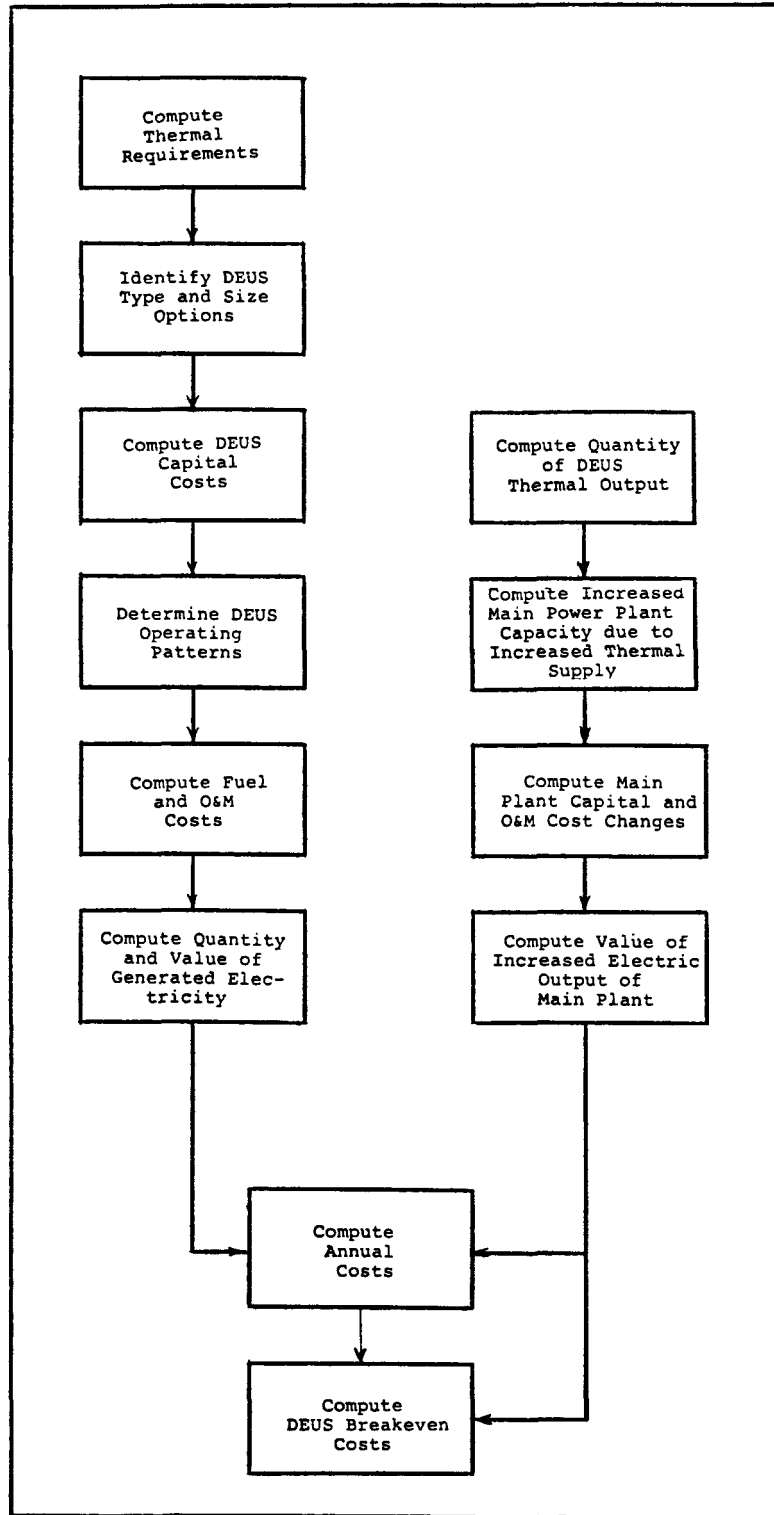 Compute
Thermal
Requirements
Identify DEUS
Type and Size
Options
Compute DEUS
Capital
Costs
Determine DEUS
Operating
Patterns
Compute Fuel
and O&M
Costs
Compute Quantity
and Value of
Generated Elec-
tricity
Compute Quantity
of DEUS
Thermal Output
Compute Increased
Main Power Plant
Capacity due to
Increased Thermal
Supply
Compute Main
Plant Capital and
O&M Cost Changes
Compute Value of
Increased Electric
Output of
Main Plant
Compute
Annual
Costs
Compute
DEUS Breakeven
Costs